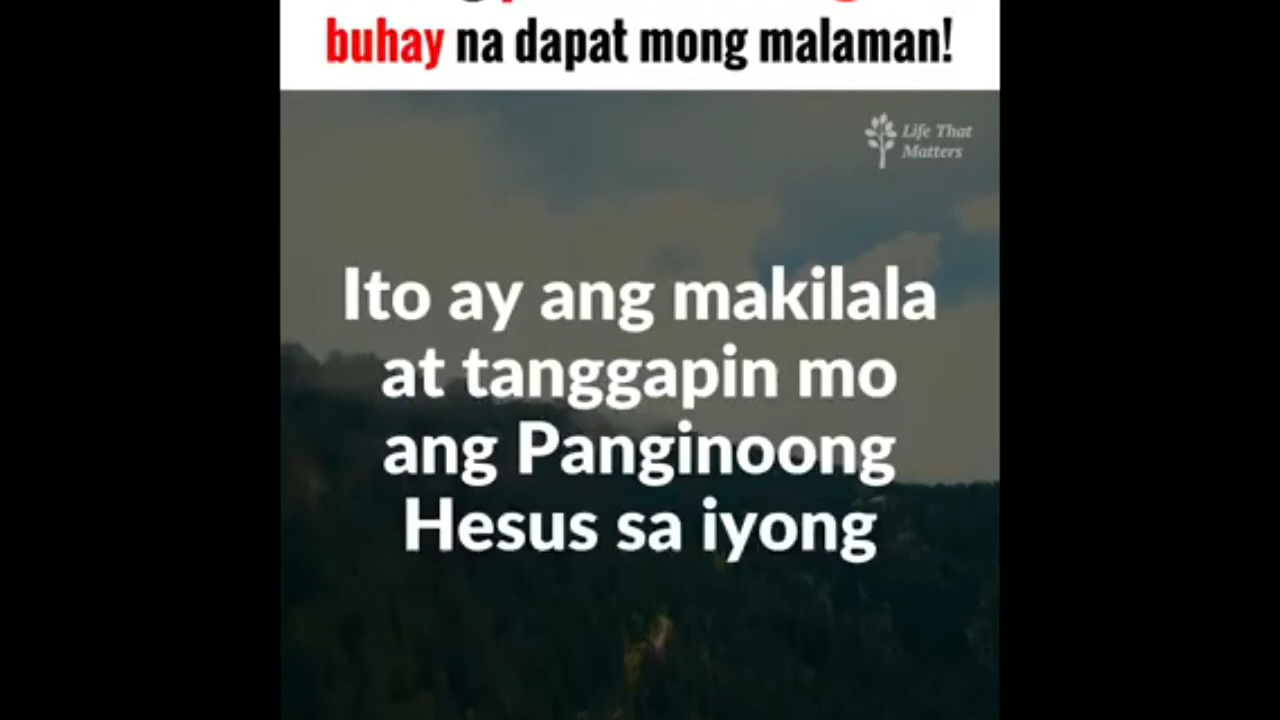 buhay na dapat mong malaman!
Life That
Matters
Ito ay ang makilala
at tanggapin mo
ang Panginoong
Hesus sa iyong